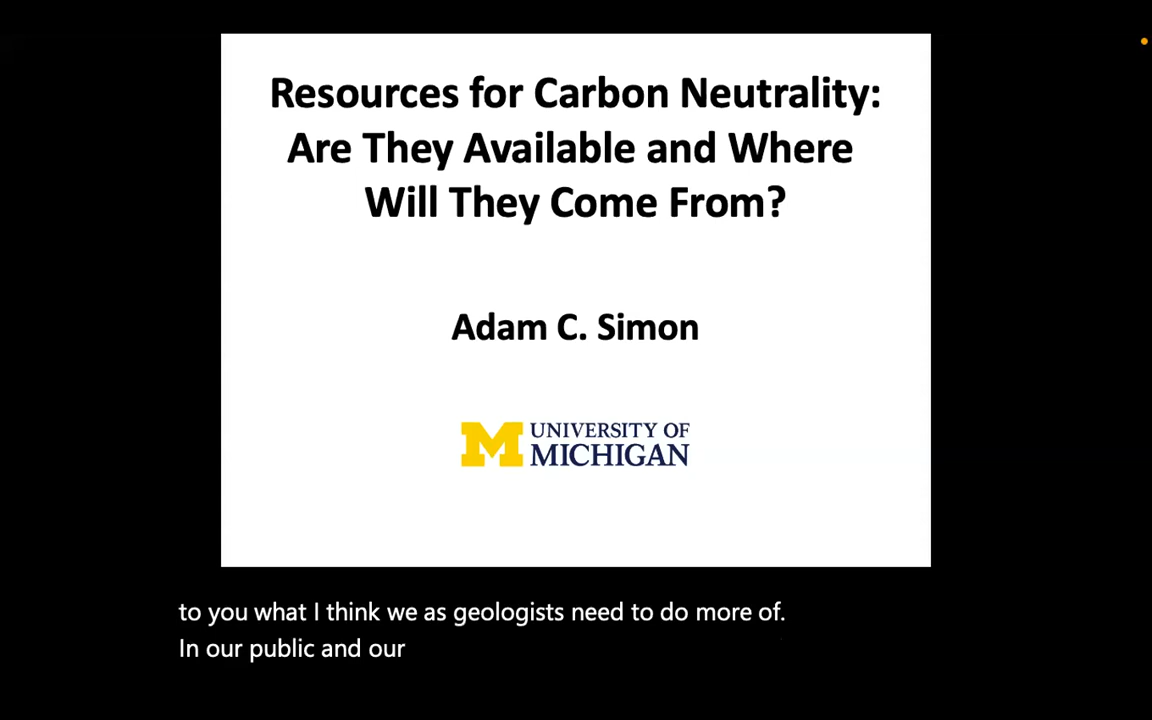 Resources for Carbon Neutrality:
Are They Available and Where
Will They Come From?
Adam C. Simon
M UNIVERSITY OF
MICHIGAN
to you what I think we as geologists need to do more of.
In our public and our